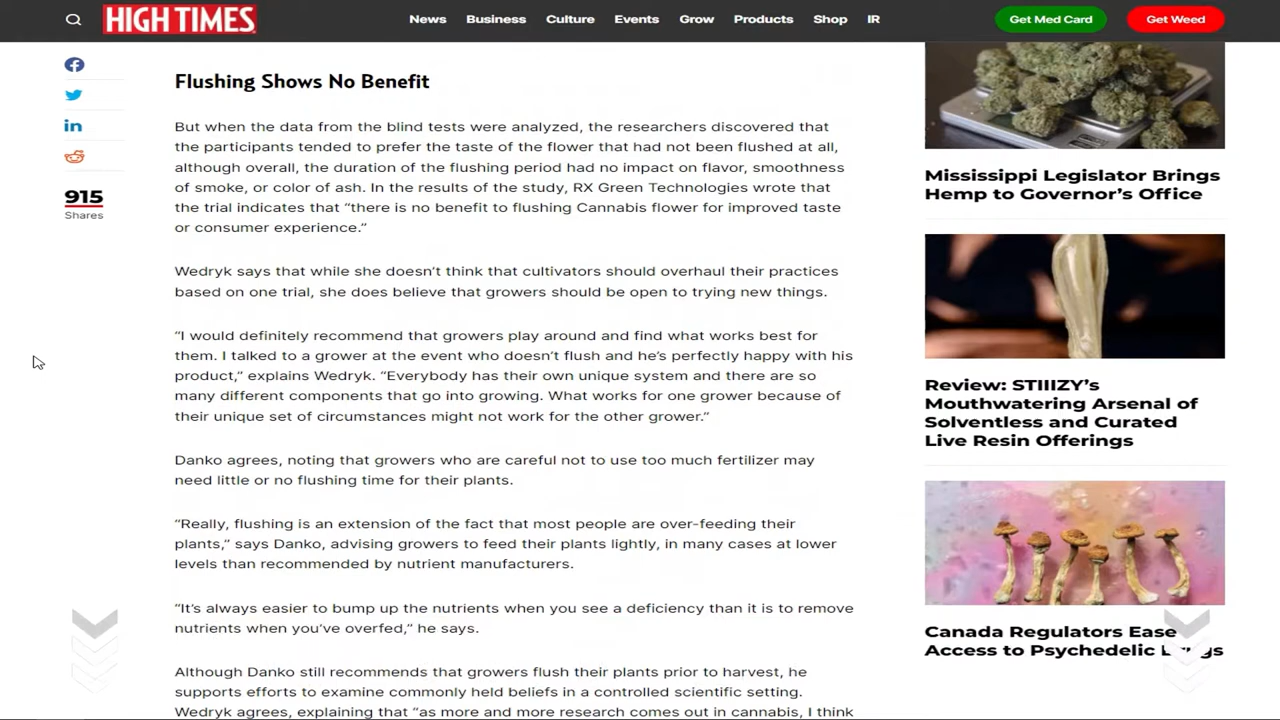 HIGH TIMES
News Business Culture Events Grow Products Shop IR
Get Med Card
Get Weed
915
Shares
Flushing Shows No Benefit
But when the data from the blind tests were analyzed, the researchers discovered that
the participants tended to prefer the taste of the flower that had not been flushed at all,
although overall, the duration of the flushing period had no impact on flavor, smoothness
of smoke, or color of ash. In the results of the study, RX Green Technologies wrote that
the trial indicates that “there is no benefit to flushing Cannabis flower for improved taste
or consumer experience.”
Wedryk says that while she doesn’t think that cultivators should overhaul their practices
based on one trial, she does believe that growers should be open to trying new things.
“I would definitely recommend that growers play around and find what works best for
them. I talked to a grower at the event who doesn’t flush and he’s perfectly happy with his
product,” explains Wedryk. “Everybody has their own unique system and there are so
many different components that go into growing. What works for one grower because of
their unique set of circumstances might not work for the other grower.”
Danko agrees, noting that growers who are careful not to use too much fertilizer may
need little or no flushing time for their plants.
“Really, flushing is an extension of the fact that most people are over-feeding their
plants,” says Danko, advising growers to feed their plants lightly, in many cases at lower
levels than recommended by nutrient manufacturers.
“It’s always easier to bump up the nutrients when you see a deficiency than it is to remove
nutrients when you’ve overfed,” he says.
Although Danko still recommends that growers flush their plants prior to harvest, he
supports efforts to examine commonly held beliefs in a controlled scientific setting.
Wedryk agrees, explaining that “as more and more research comes out in cannabis, I think
Mississippi Legislator Brings
Hemp to Governor’s Office
Review: STIIIZY’s
Mouthwatering Arsenal of
Solventless and Curated
Live Resin Offerings
Canada Regulators Ease
Access to Psychedelic Drugs